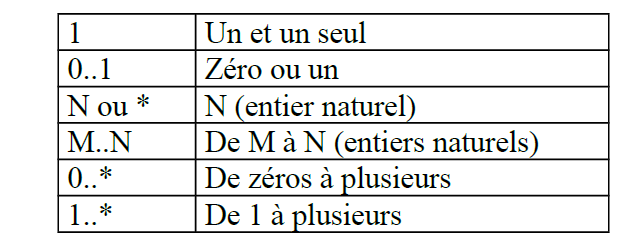 1 Un et un seul
0..1 Zéro ou un
N ou * N (entier naturel)
M..N De M à N (entiers naturels)
0..* De zéros à plusieurs
1..* De 1 à plusieurs